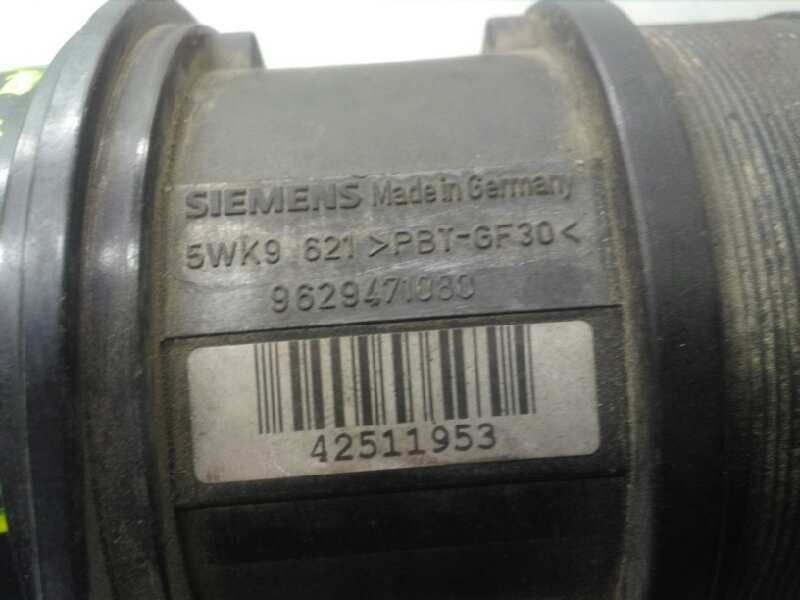 SIEMENS Made in Germany
5WK9 621 >PBT-GF30<
9629471080
42511953